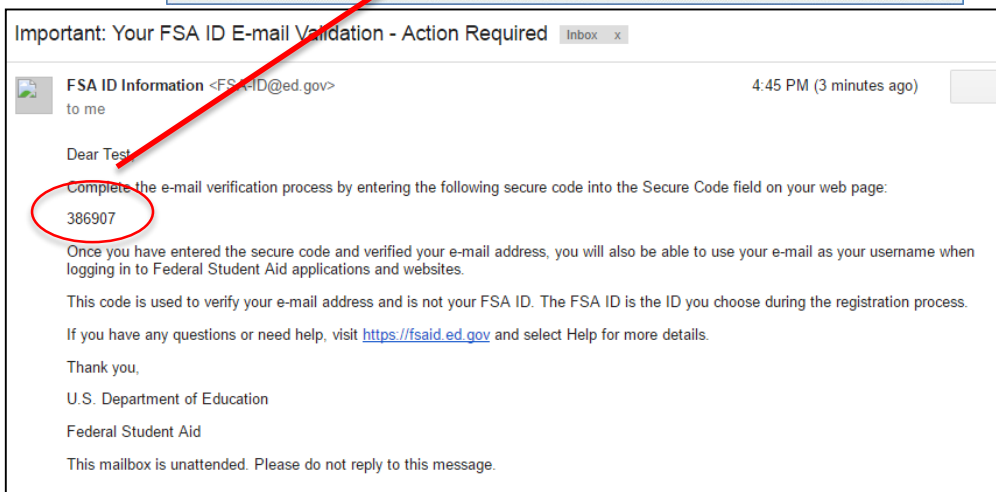 Important: Your FSA ID E-mail Validation - Action Required Inbox x
FSA ID Information <FSA-ID@ed.gov> 4:45 PM (3 minutes ago)
to me
Dear Test,
Complete the e-mail verification process by entering the following secure code into the Secure Code field on your web page:
386907
Once you have entered the secure code and verified your e-mail address, you will also be able to use your e-mail as your username when
logging in to Federal Student Aid applications and websites.
This code is used to verify your e-mail address and is not your FSA ID. The FSA ID is the ID you choose during the registration process.
If you have any questions or need help, visit https://fsaid.ed.gov and select Help for more details.
Thank you,
U.S. Department of Education
Federal Student Aid
This mailbox is unattended. Please do not reply to this message.